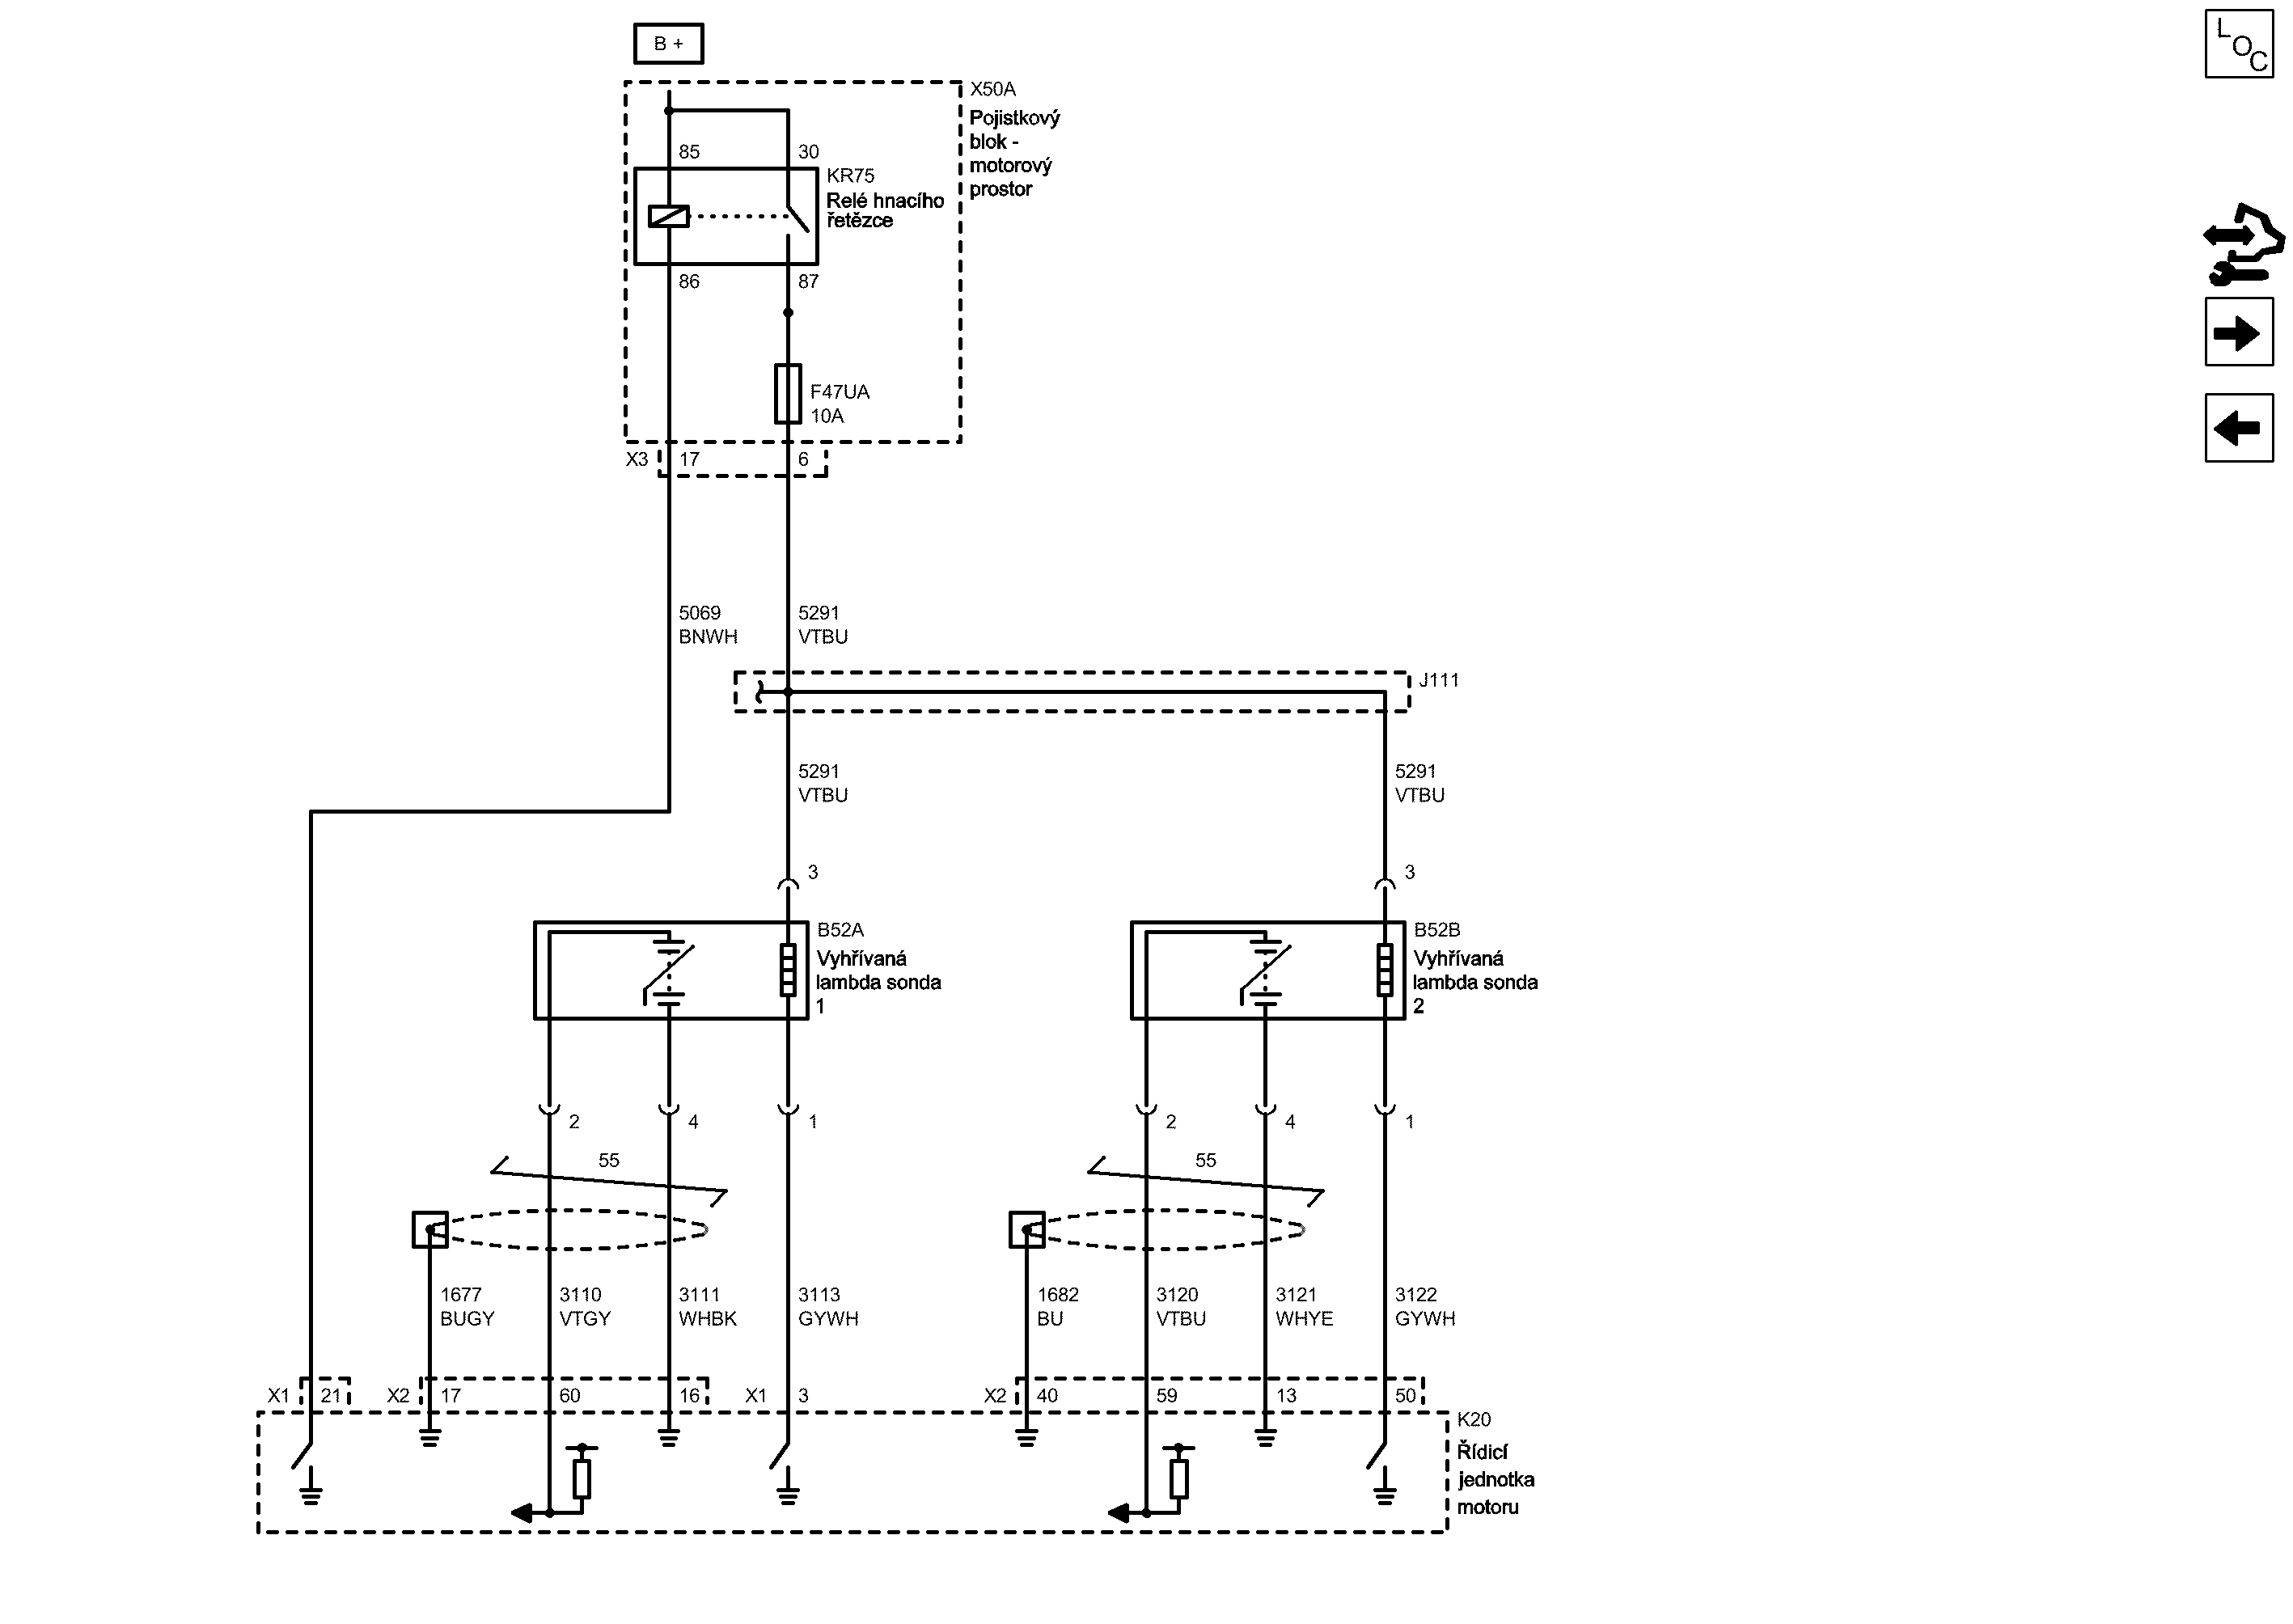 B +
LOC
X50A
Pojistkový
blok -
motorový
prostor
85
30
KR75
Relé hnacího
řetězce
86
87
F47UA
10A
X3
17
6
5069
BNWH
5291
VTBU
J111
5291
VTBU
5291
VTBU
3
3
B52A
Vyhřívaná
lambda sonda
1
B52B
Vyhřívaná
lambda sonda
2
2
4
1
2
4
1
55
55
1677
BUGY
3110
VTGY
3111
WHBK
3113
GYWH
1682
BU
3120
VTBU
3121
WHYE
3122
GYWH
X1
21
X2
17
60
16
X1
3
X2
40
59
13
50
K20
Řídicí
jednotka
motoru